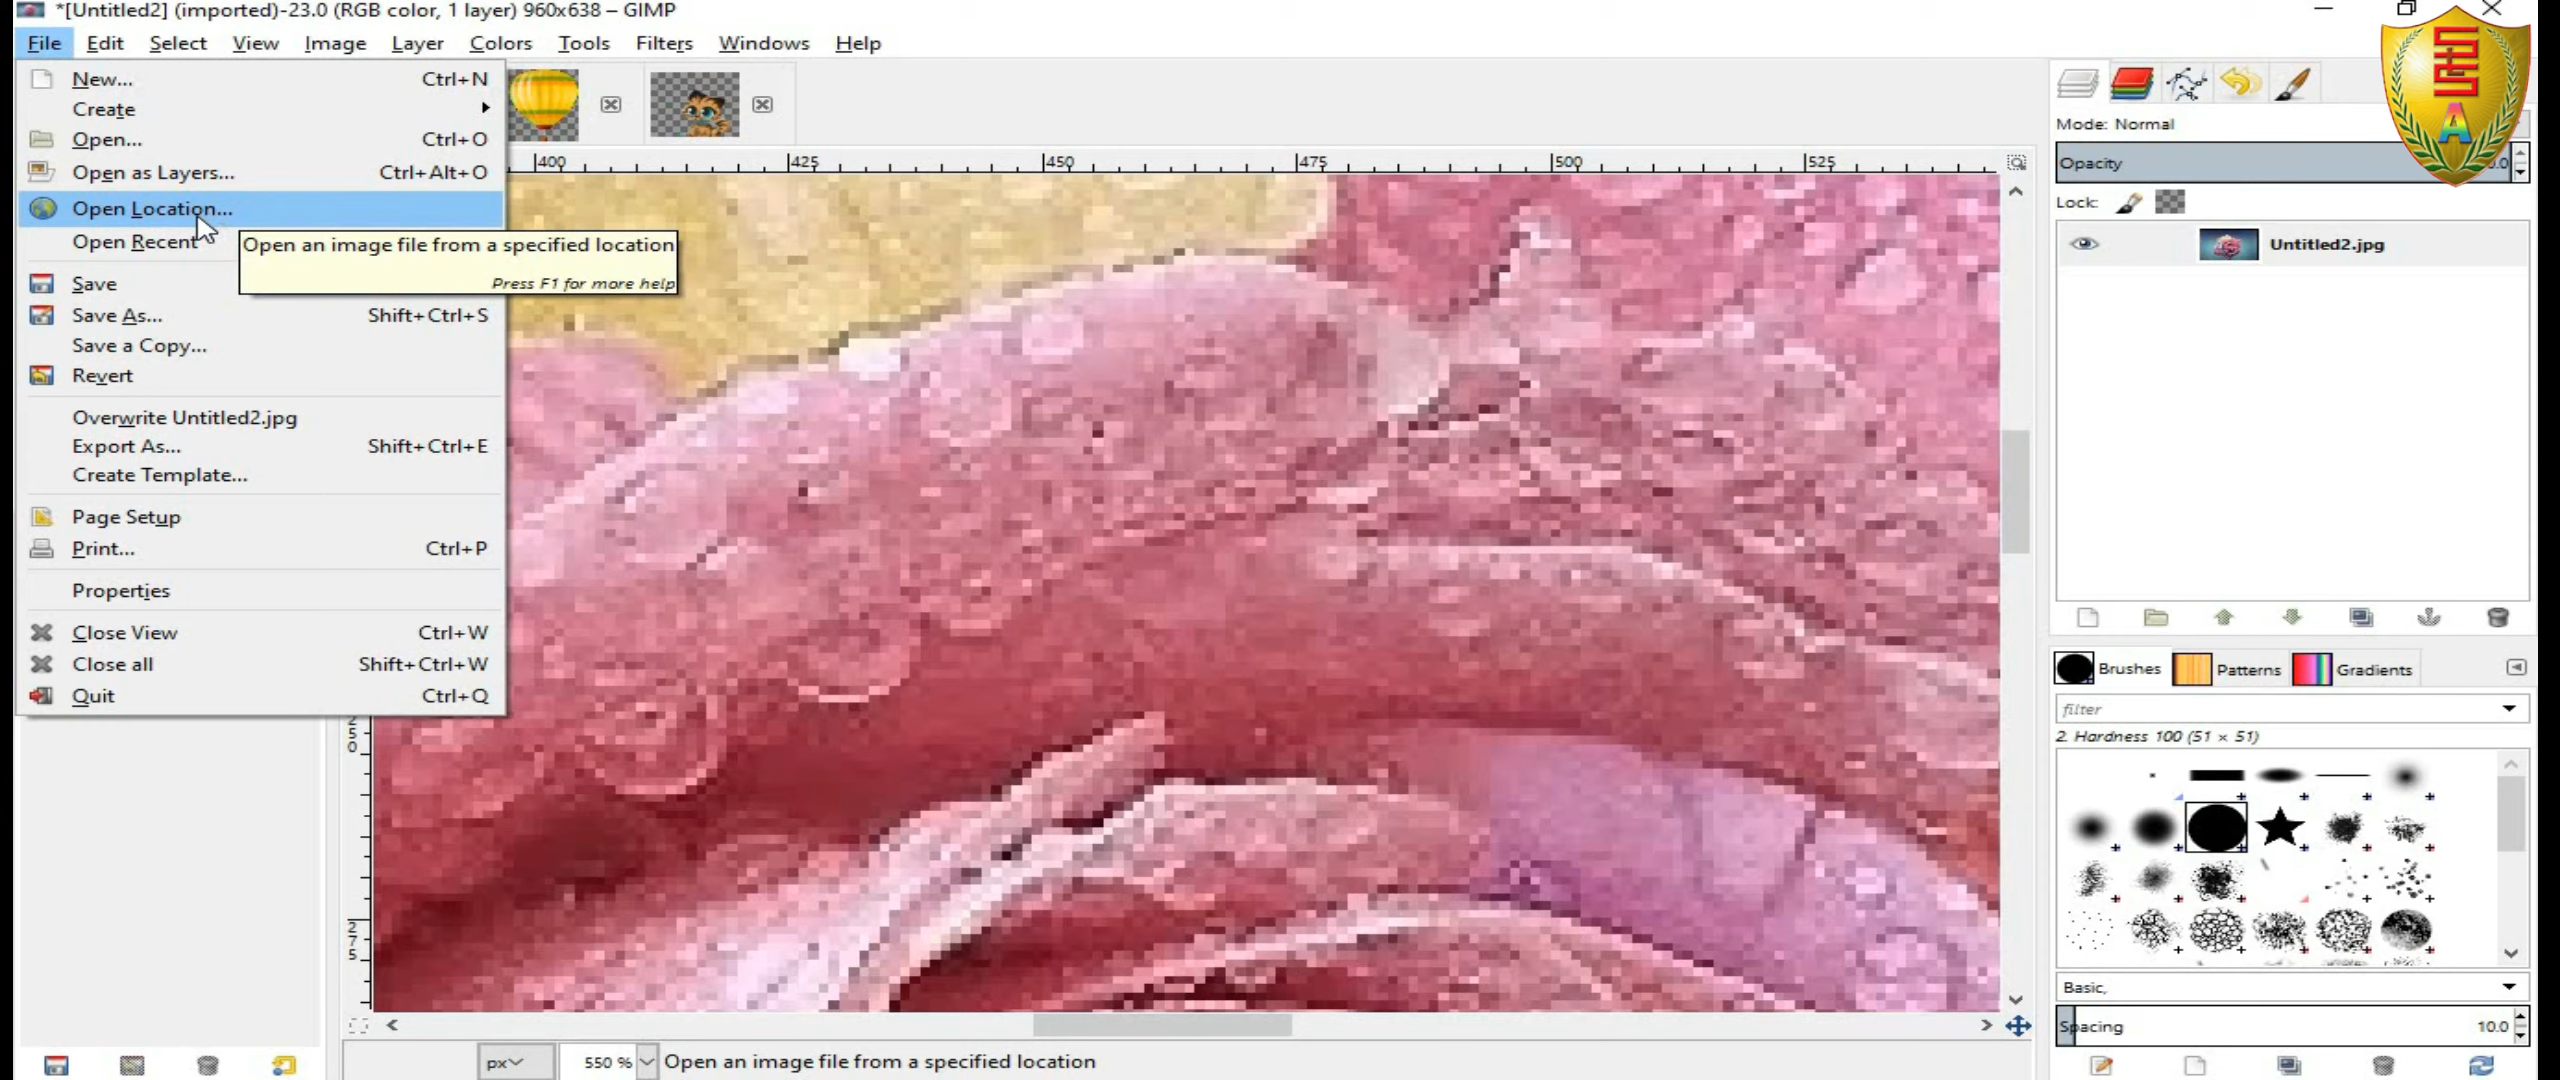 *[Untitled2] (imported)-23.0 (RGB color, 1 layer) 960x638 – GIMP
File Edit Select View Image Layer Colors Tools Filters Windows Help
New... Ctrl+N
Create
Open... Ctrl+O
Open as Layers... Ctrl+Alt+O
Open Location...
Open Recent
Open an image file from a specified location
Press F1 for more help
Save
Save As... Shift+Ctrl+S
Save a Copy...
Revert
Overwrite Untitled2.jpg
Export As... Shift+Ctrl+E
Create Template...
Page Setup
Print... Ctrl+P
Properties
Close View Ctrl+W
Close all Shift+Ctrl+W
Quit Ctrl+Q
400 425 450 475 500 525
250
275
px 550 % Open an image file from a specified location
Mode: Normal
Opacity
Lock:
Untitled2.jpg
Brushes Patterns Gradients
filter
2. Hardness 100 (51 × 51)
Basic,
Spacing 10.0